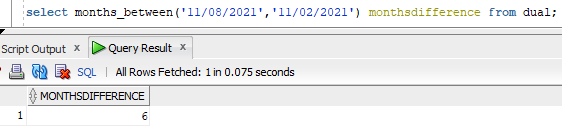 select months_between('11/08/2021','11/02/2021') monthsdifference from dual;
Script Output x Query Result x
SQL | All Rows Fetched: 1 in 0.075 seconds
MONTHSDIFFERENCE
1 6